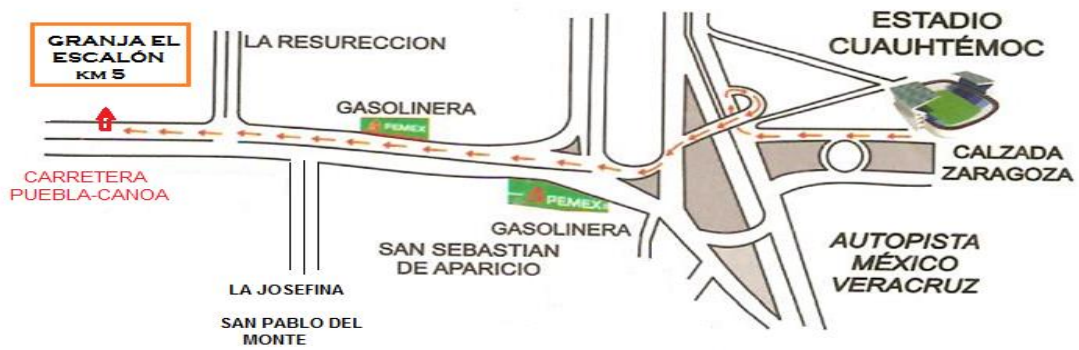 GRANJA EL
ESCALÓN
KM 5
LA RESURECCION
GASOLINERA
PEMEX
CARRETERA
PUEBLA-CANOA
PEMEX
GASOLINERA
SAN SEBASTIAN
DE APARICIO
LA JOSEFINA
SAN PABLO DEL
MONTE
ESTADIO
CUAUHTÉMOC
CALZADA
ZARAGOZA
AUTOPISTA
MÉXICO
VERACRUZ